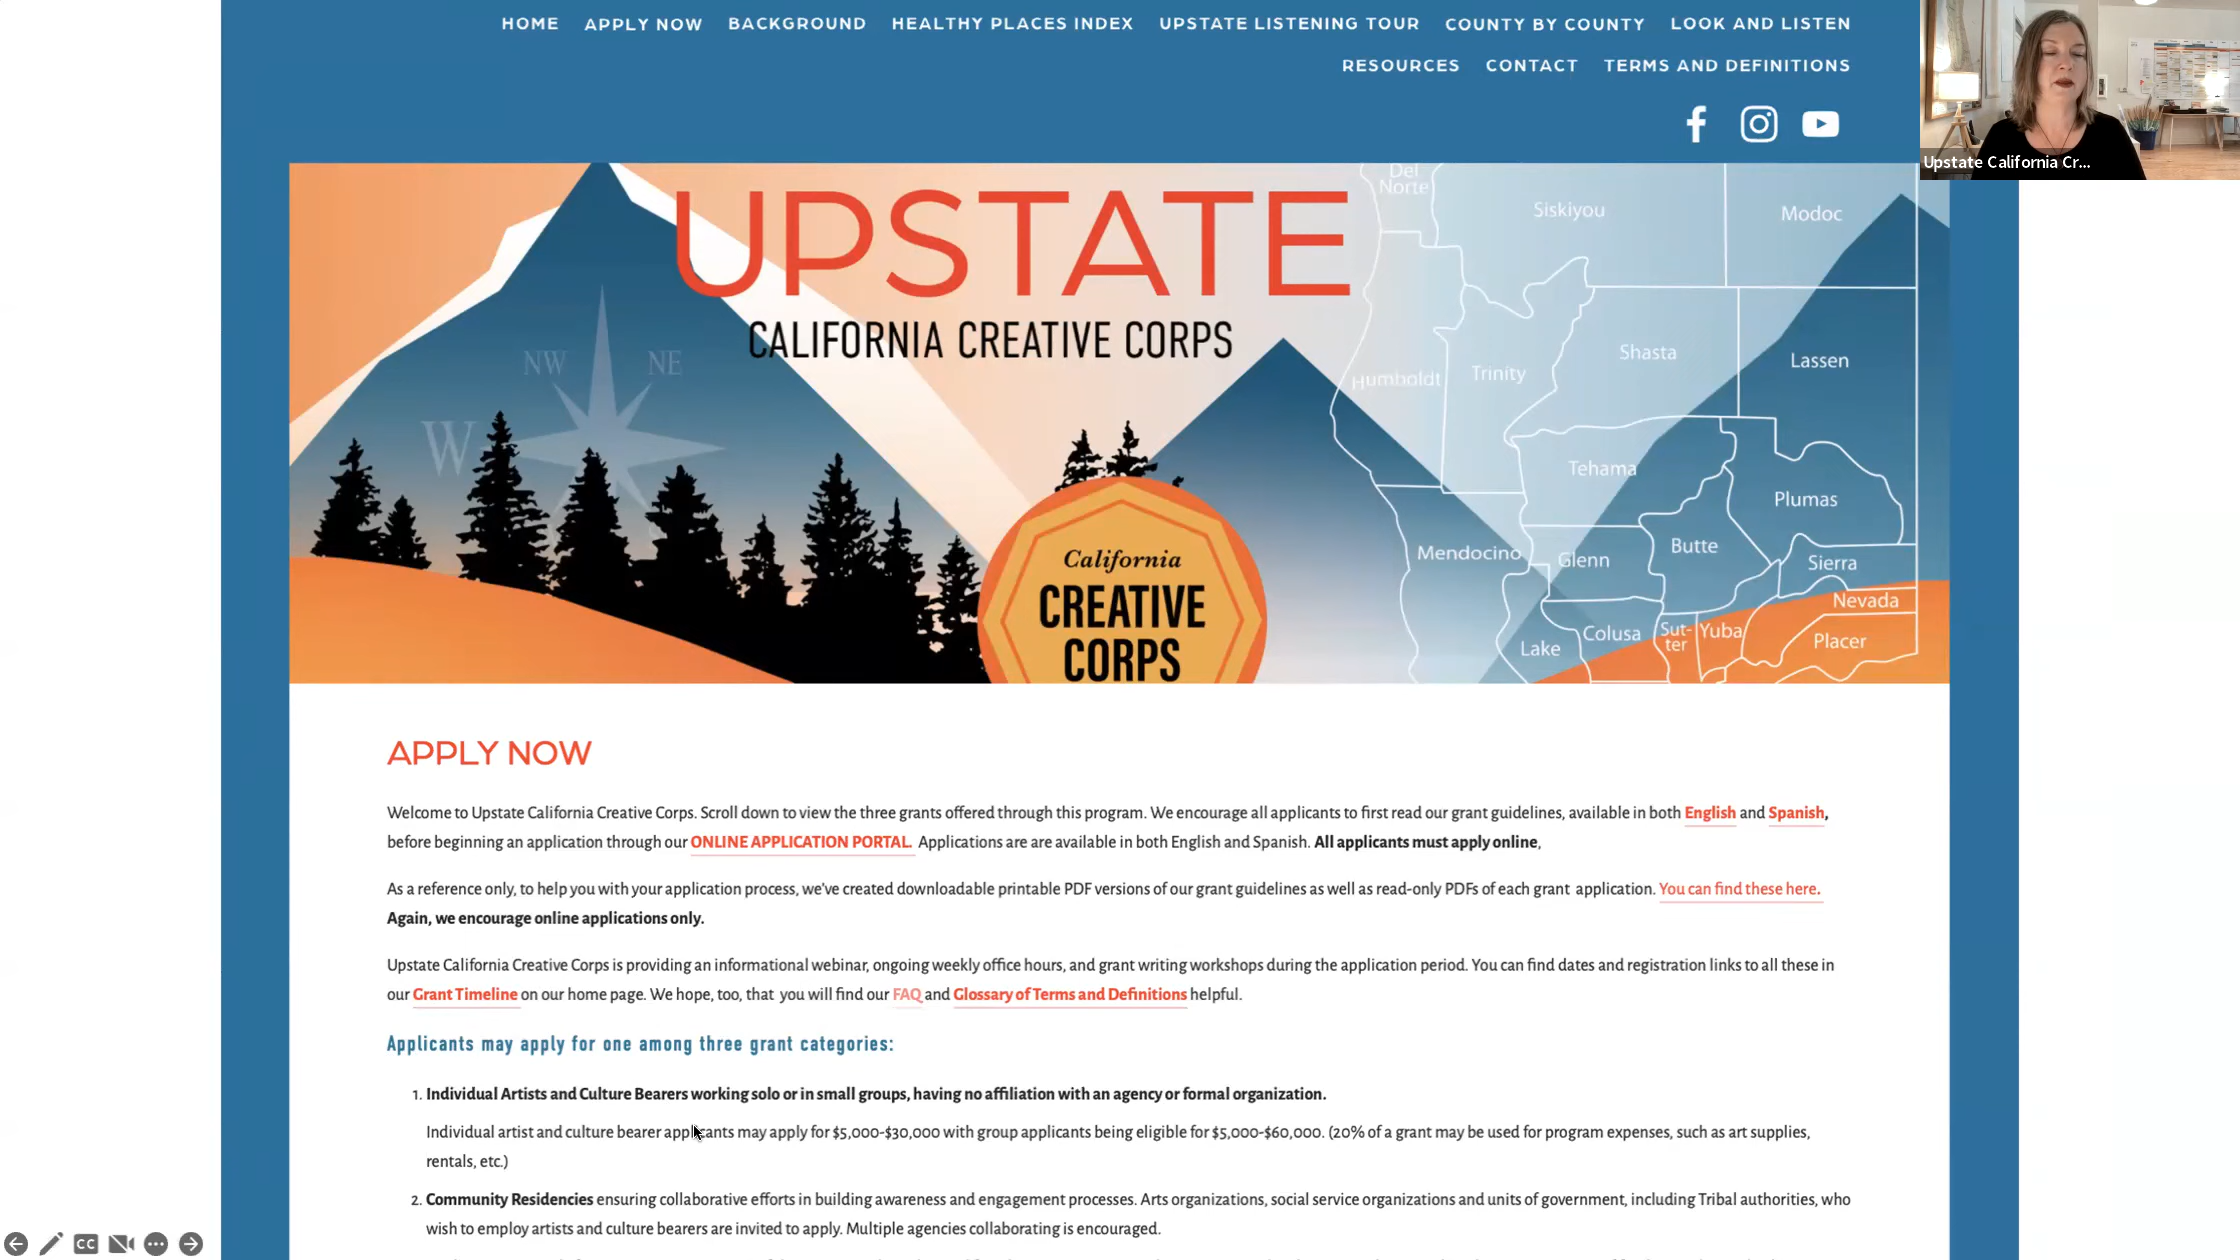 HOME APPLY NOW BACKGROUND HEALTHY PLACES INDEX UPSTATE LISTENING TOUR COUNTY BY COUNTY LOOK AND LISTEN
RESOURCES CONTACT TERMS AND DEFINITIONS
Upstate California Cr...
UPSTATE
CALIFORNIA CREATIVE CORPS
NW NE
W
Del
Norte
Siskiyou
Modoc
Humboldt
Trinity
Shasta
Lassen
Tehama
Plumas
Mendocino
Glenn
Butte
Sierra
Nevada
Lake
Colusa
Sut-
ter
Yuba
Placer
California
CREATIVE
CORPS
APPLY NOW
Welcome to Upstate California Creative Corps. Scroll down to view the three grants offered through this program. We encourage all applicants to first read our grant guidelines, available in both English and Spanish,
before beginning an application through our ONLINE APPLICATION PORTAL. Applications are are available in both English and Spanish. All applicants must apply online,
As a reference only, to help you with your application process, we've created downloadable printable PDF versions of our grant guidelines as well as read-only PDFs of each grant application. You can find these here.
Again, we encourage online applications only.
Upstate California Creative Corps is providing an informational webinar, ongoing weekly office hours, and grant writing workshops during the application period. You can find dates and registration links to all these in
our Grant Timeline on our home page. We hope, too, that you will find our FAQ and Glossary of Terms and Definitions helpful.
Applicants may apply for one among three grant categories:
1. Individual Artists and Culture Bearers working solo or in small groups, having no affiliation with an agency or formal organization.
Individual artist and culture bearer applicants may apply for $5,000-$30,000 with group applicants being eligible for $5,000-$60,000. (20% of a grant may be used for program expenses, such as art supplies,
rentals, etc.)
2. Community Residencies ensuring collaborative efforts in building awareness and engagement processes. Arts organizations, social service organizations and units of government, including Tribal authorities, who
wish to employ artists and culture bearers are invited to apply. Multiple agencies collaborating is encouraged.
CC